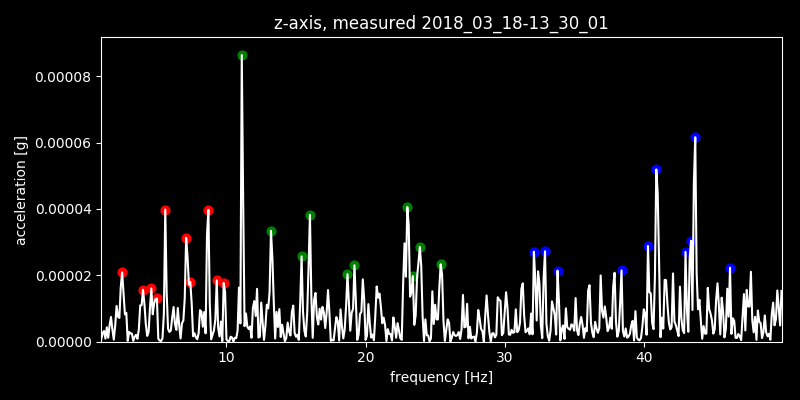 z-axis, measured 2018_03_18-13_30_01
0.00008
0.00006
0.00004
0.00002
0.00000
acceleration [g]
10 20 30 40
frequency [Hz]